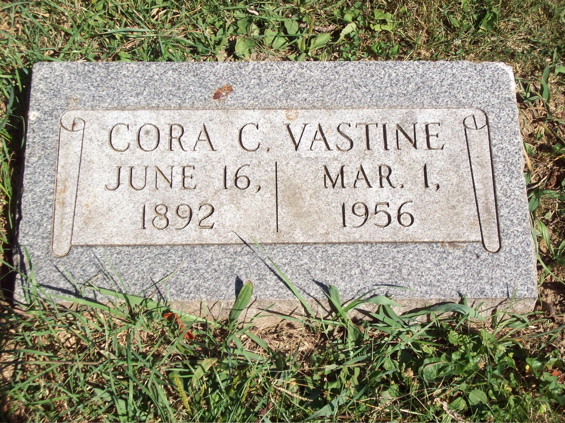 CORA C. VASTINE
JUNE 16, MAR. 1,
1892 1956